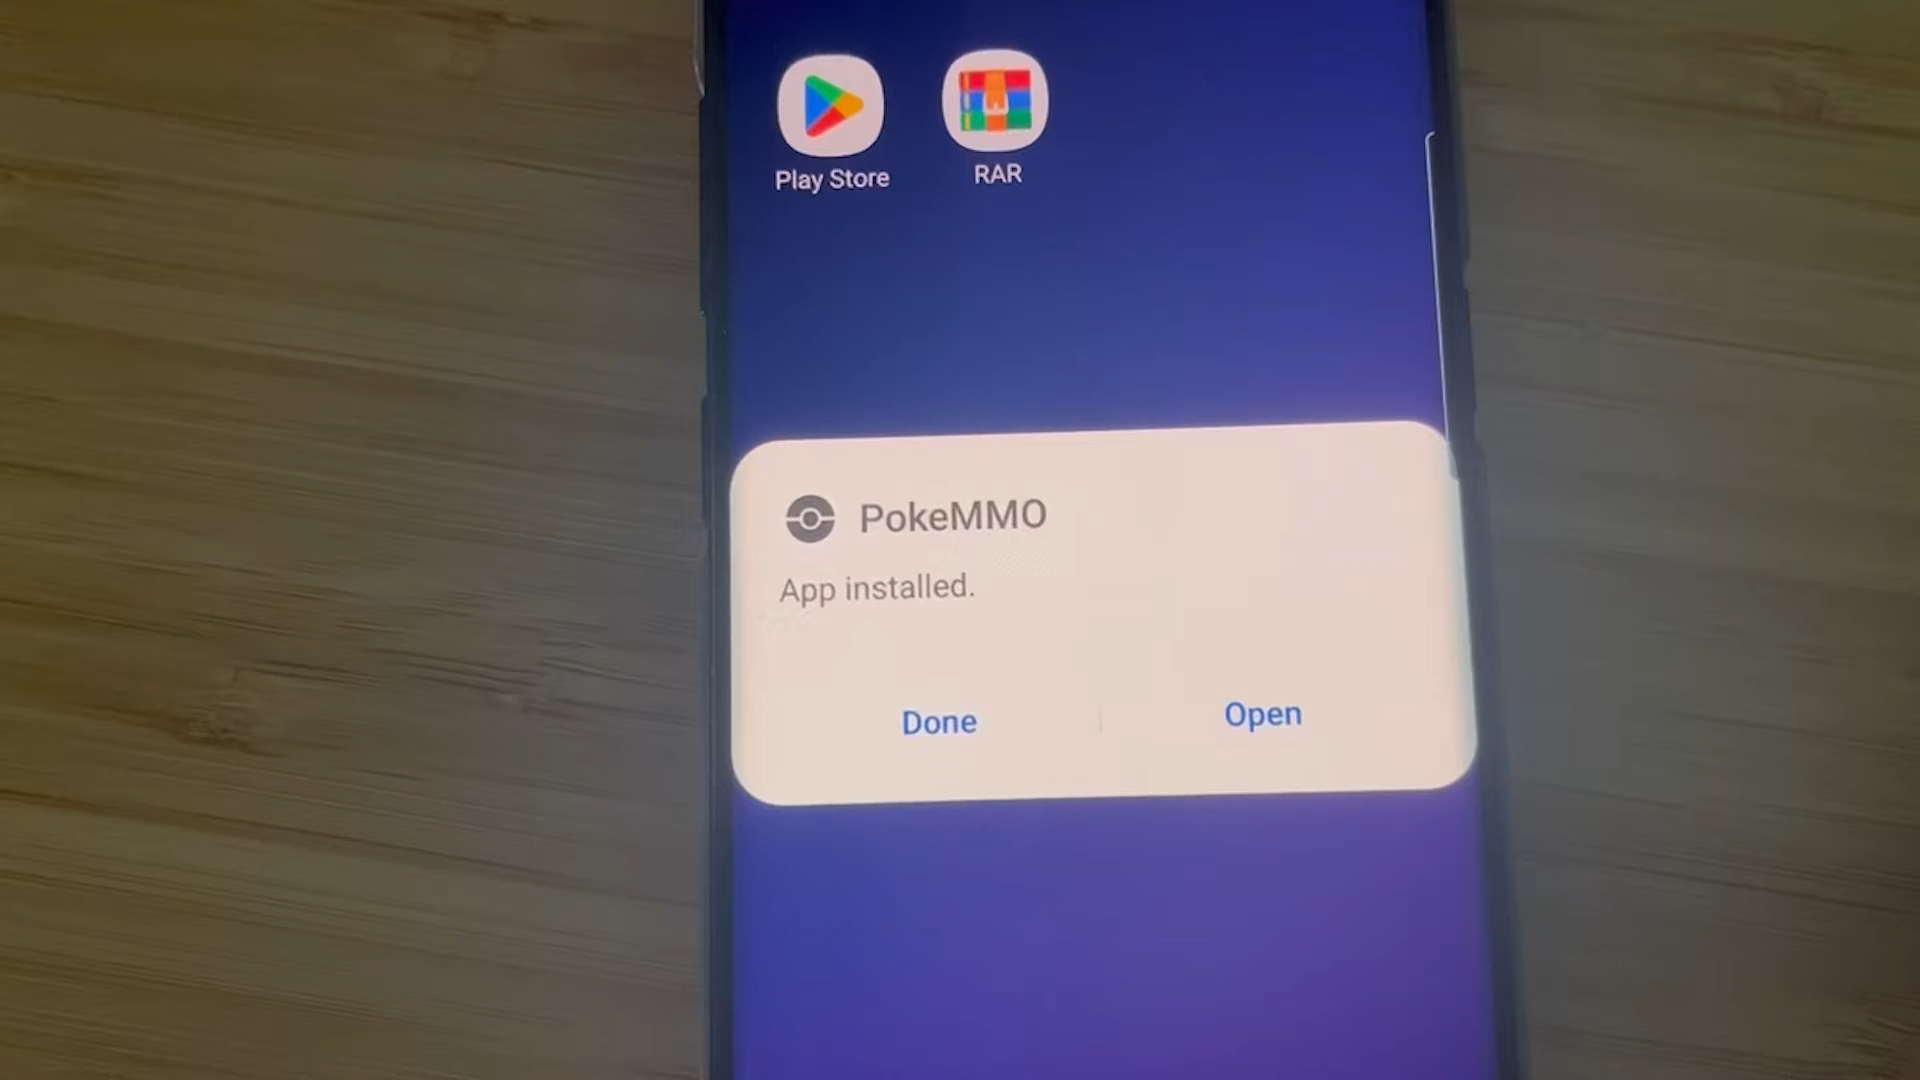 Play Store
RAR
PokeMMO
App installed.
Done
Open